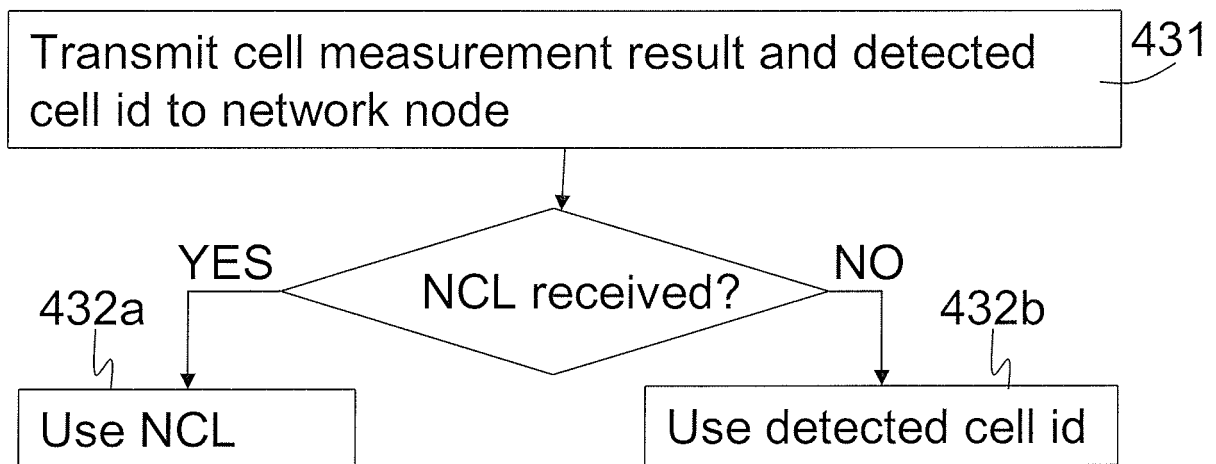 Transmit cell measurement result and detected
cell id to network node
431
NCL received?
YES
NO
432a
432b
Use NCL
Use detected cell id